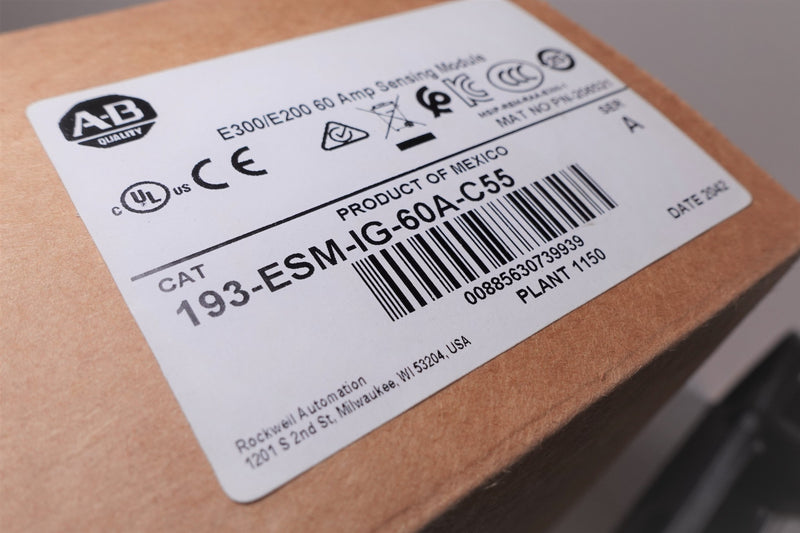 A-B
QUALITY
E300/E200 60 Amp Sensing Module
C UL US CE
MAT NO PN-206521
PRODUCT OF MEXICO
SER
A
CAT
193-ESM-IG-60A-C55
00885630739939
PLANT 1150
DATE 2042
Rockwell Automation
1201 S 2nd St, Milwaukee, WI 53204, USA